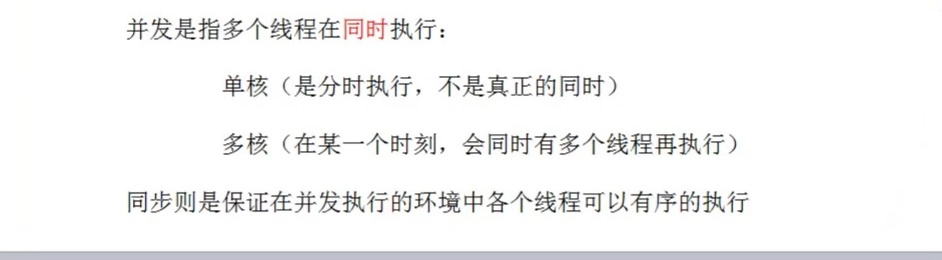 并发是指多个线程在同时执行：
单核（是分时执行，不是真正的同时）
多核（在某一个时刻，会同时有多个线程再执行）
同步则是保证在并发执行的环境中各个线程可以有序的执行